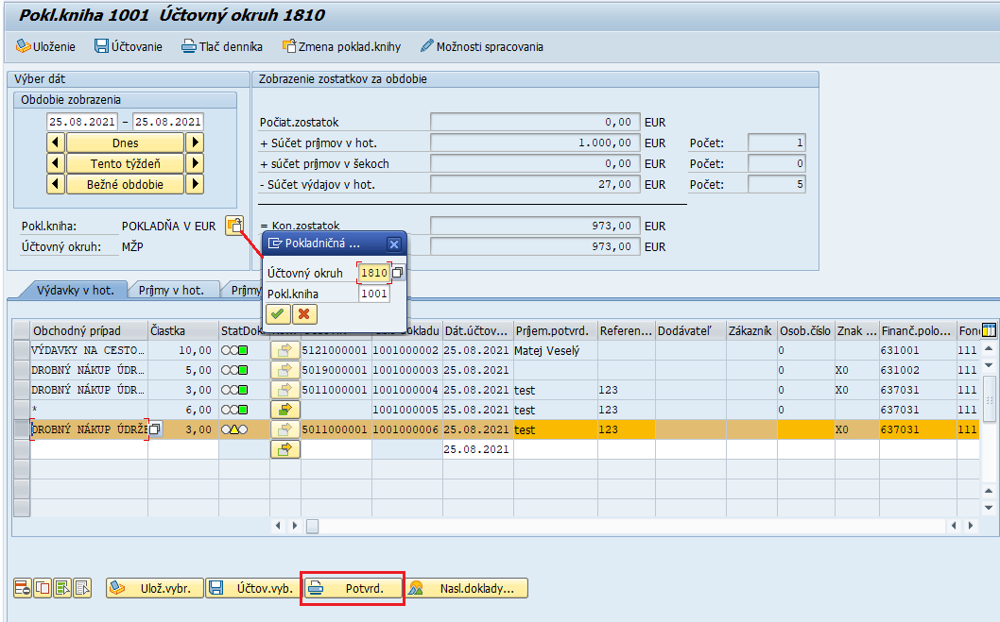 Pokl.kniha 1001 Účtovný okruh 1810
Uloženie Účtovanie Tlač denníka Zmena poklad.knihy Možnosti spracovania
Výber dát
Obdobie zobrazenia
25.08.2021 - 25.08.2021
Dnes
Tento týždeň
Bežné obdobie
Pokl.kniha: POKLADŇA V EUR
Účtovný okruh: MŽP
Zobrazenie zostatkov za obdobie
Počiat.zostatok 0,00 EUR
+ Súčet príjmov v hot. 1.000,00 EUR Počet: 1
+ súčet príjmov v šekoch 0,00 EUR Počet: 0
- Súčet výdajov v hot. 27,00 EUR Počet: 5
= Kon.zostatok 973,00 EUR
973,00 EUR
Pokladničná ...
Účtovný okruh 1810
Pokl.kniha 1001
Výdavky v hot. Príjmy v hot. Príjmy
Obchodný prípad Čiastka StatDok Dát.účtov... Príjem.potvrd. Referen... Dodávateľ Zákazník Osob.číslo Znak ... Finanč.polo... Fon
VÝDAVKY NA CESTO... 10,00 5121000001 1001000002 25.08.2021 Matej Veselý 0 631001 111
DROBNÝ NÁKUP ÚDR... 5,00 5019000001 1001000003 25.08.2021 0 X0 631002 111
DROBNÝ NÁKUP ÚDR... 3,00 5011000001 1001000004 25.08.2021 test 123 0 X0 637031 111
* 6,00 1001000005 25.08.2021 test 123 0 637031 111
DROBNÝ NÁKUP ÚDRŽE 3,00 5011000001 1001000006 25.08.2021 test 123 X0 637031 111
25.08.2021
Ulož.vybr. Účtov.vyb. Potvrd. Nasl.doklady...